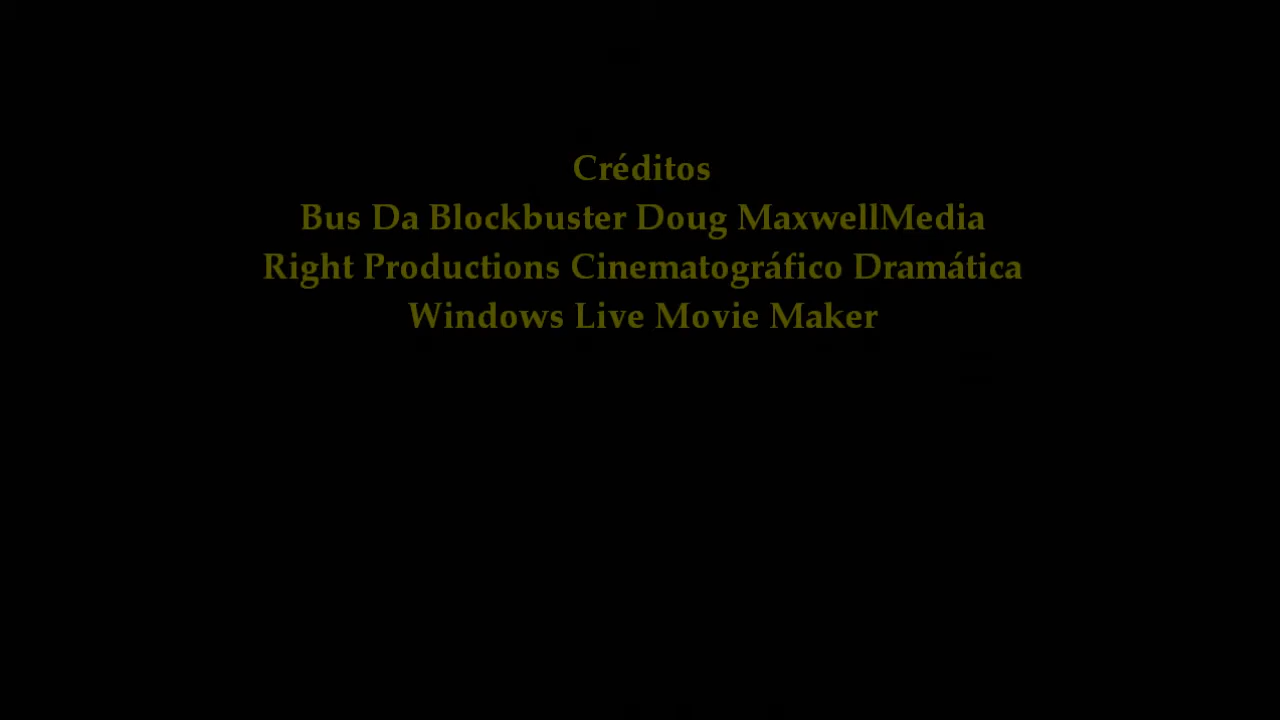 Créditos
Bus Da Blockbuster Doug MaxwellMedia
Right Productions Cinematográfico Dramática
Windows Live Movie Maker